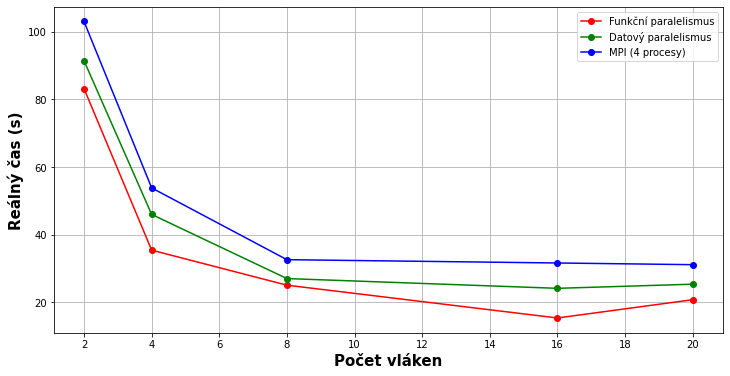 Funkční paralelismus
Datový paralelismus
MPI (4 procesy)
Reálný čas (s)
100
80
60
40
20
2 4 6 8 10 12 14 16 18 20
Počet vláken